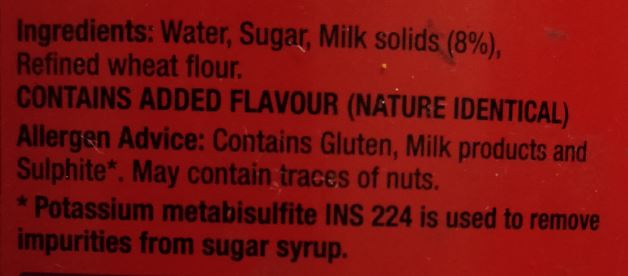 Ingredients: Water, Sugar, Milk solids (8%),
Refined wheat flour.
CONTAINS ADDED FLAVOUR (NATURE IDENTICAL)
Allergen Advice: Contains Gluten, Milk products and
Sulphite*. May contain traces of nuts.
* Potassium metabisulfite INS 224 is used to remove
impurities from sugar syrup.